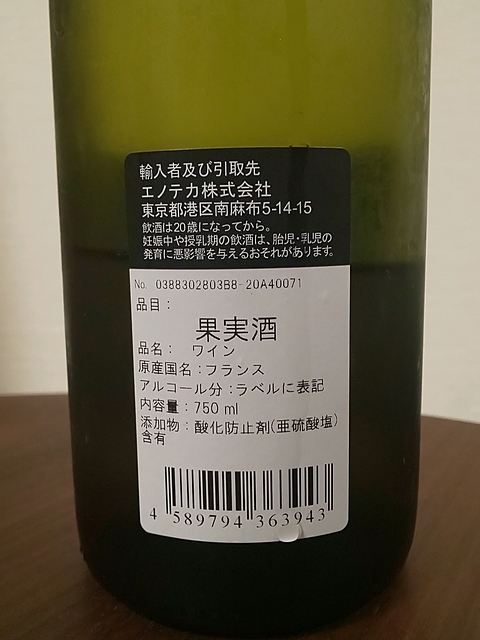 輸入者及び引取先
エノテカ株式会社
東京都港区南麻布5-14-15
飲酒は20歳になってから。
妊娠中や授乳期の飲酒は、胎児・乳児の
発育に悪影響を与えるおそれがあります。
No. 0388302803B8-20A40071
品目：
果実酒
品名： ワイン
原産国名：フランス
アルコール分：ラベルに表記
内容量：750 ml
添加物：酸化防止剤(亜硫酸塩)
含有
4 589794 363943